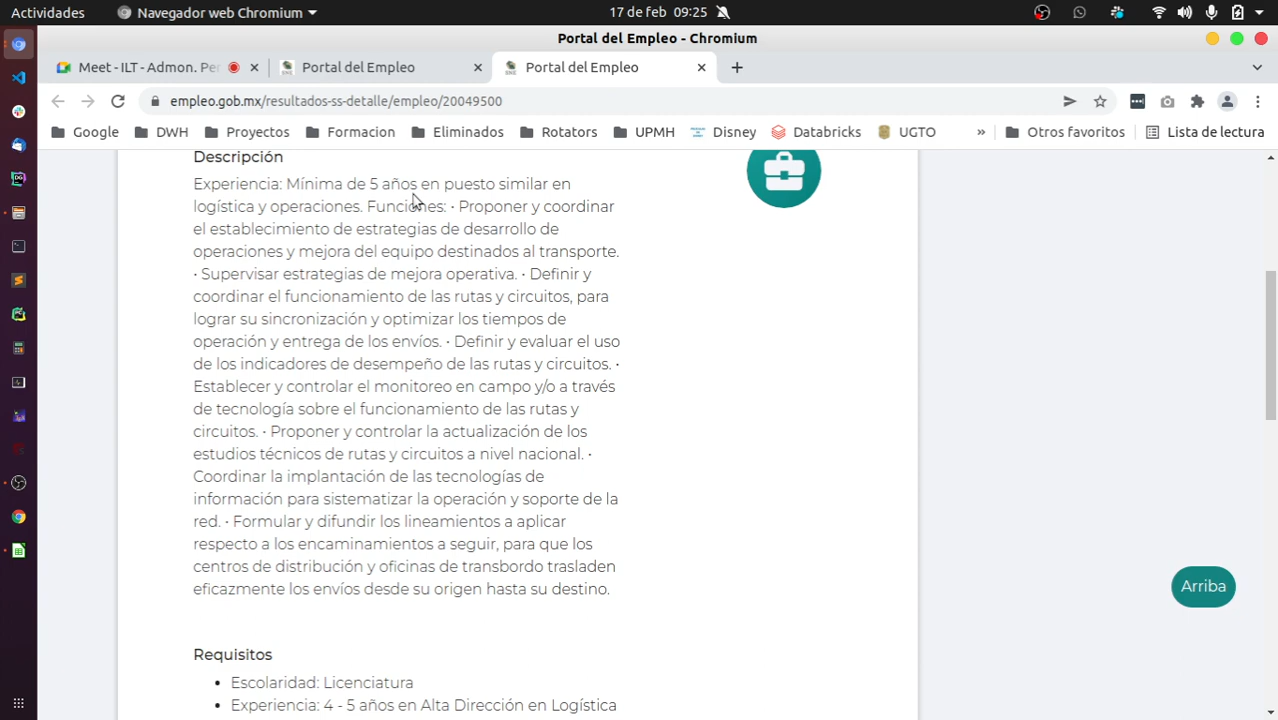 Actividades
Navegador web Chromium
17 de feb 09:25
Portal del Empleo - Chromium
Meet - ILT - Admon. Per
Portal del Empleo
Portal del Empleo
empleo.gob.mx/resultados-ss-detalle/empleo/20049500
Google
DWH
Proyectos
Formacion
Eliminados
Rotators
UPMH
Disney
Databricks
UGTO
»
Otros favoritos
Lista de lectura
Descripción
Experiencia: Mínima de 5 años en puesto similar en
logística y operaciones. Funciones: • Proponer y coordinar
el establecimiento de estrategias de desarrollo de
operaciones y mejora del equipo destinados al transporte.
• Supervisar estrategias de mejora operativa. • Definir y
coordinar el funcionamiento de las rutas y circuitos, para
lograr su sincronización y optimizar los tiempos de
operación y entrega de los envíos. • Definir y evaluar el uso
de los indicadores de desempeño de las rutas y circuitos. •
Establecer y controlar el monitoreo en campo y/o a través
de tecnología sobre el funcionamiento de las rutas y
circuitos. • Proponer y controlar la actualización de los
estudios técnicos de rutas y circuitos a nivel nacional. •
Coordinar la implantación de las tecnologías de
información para sistematizar la operación y soporte de la
red. • Formular y difundir los lineamientos a aplicar
respecto a los encaminamientos a seguir, para que los
centros de distribución y oficinas de transbordo trasladen
eficazmente los envíos desde su origen hasta su destino.
Arriba
Requisitos
• Escolaridad: Licenciatura
• Experiencia: 4 - 5 años en Alta Dirección en Logística